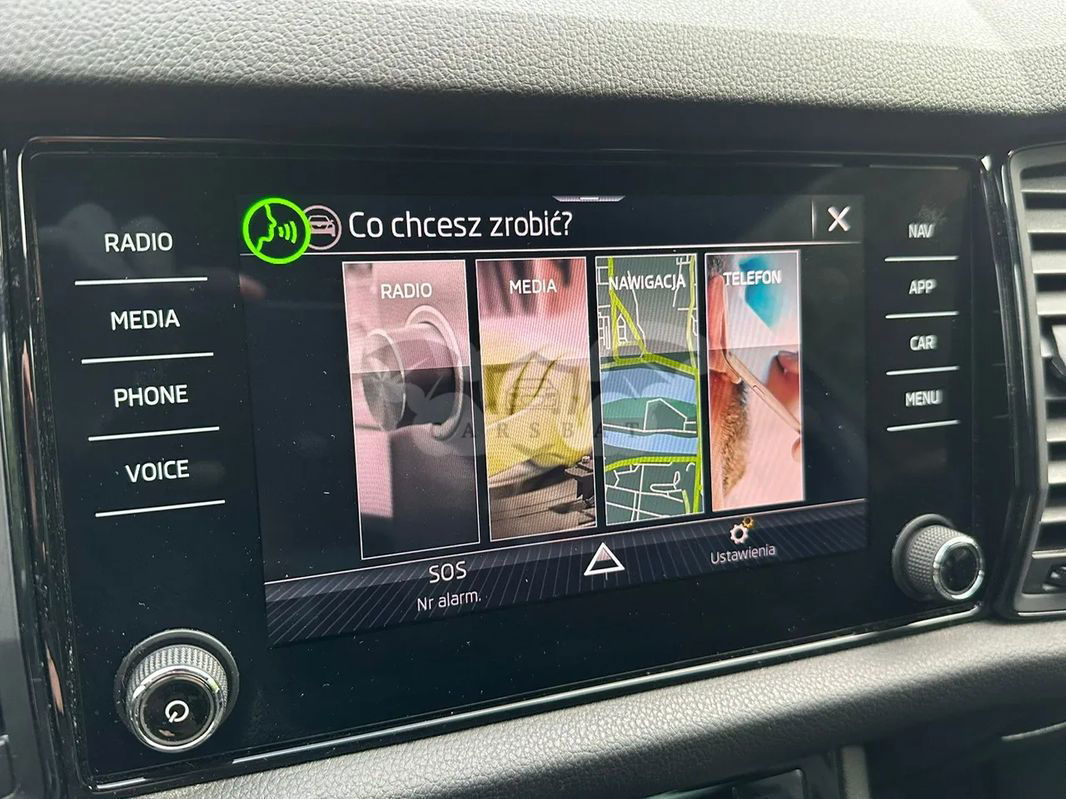 RADIO
MEDIA
PHONE
VOICE
Co chcesz zrobić?
RADIO
MEDIA
NAWIGACJA
TELEFON
SOS
Nr alarm.
Ustawienia
NAV
APP
CAR
MENU
CARSBAT